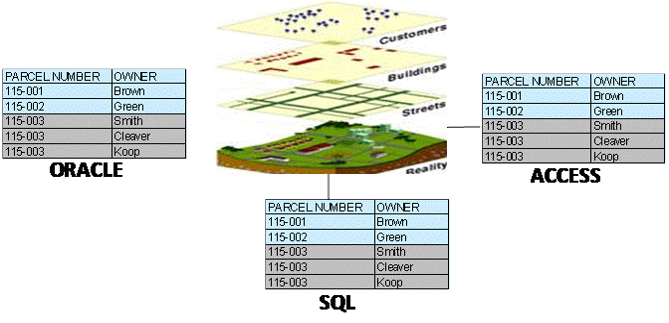 Customers
Buildings
Streets
Reality
PARCEL NUMBER OWNER
115-001 Brown
115-002 Green
115-003 Smith
115-003 Cleaver
115-003 Koop
ORACLE
PARCEL NUMBER OWNER
115-001 Brown
115-002 Green
115-003 Smith
115-003 Cleaver
115-003 Koop
ACCESS
PARCEL NUMBER OWNER
115-001 Brown
115-002 Green
115-003 Smith
115-003 Cleaver
115-003 Koop
SQL